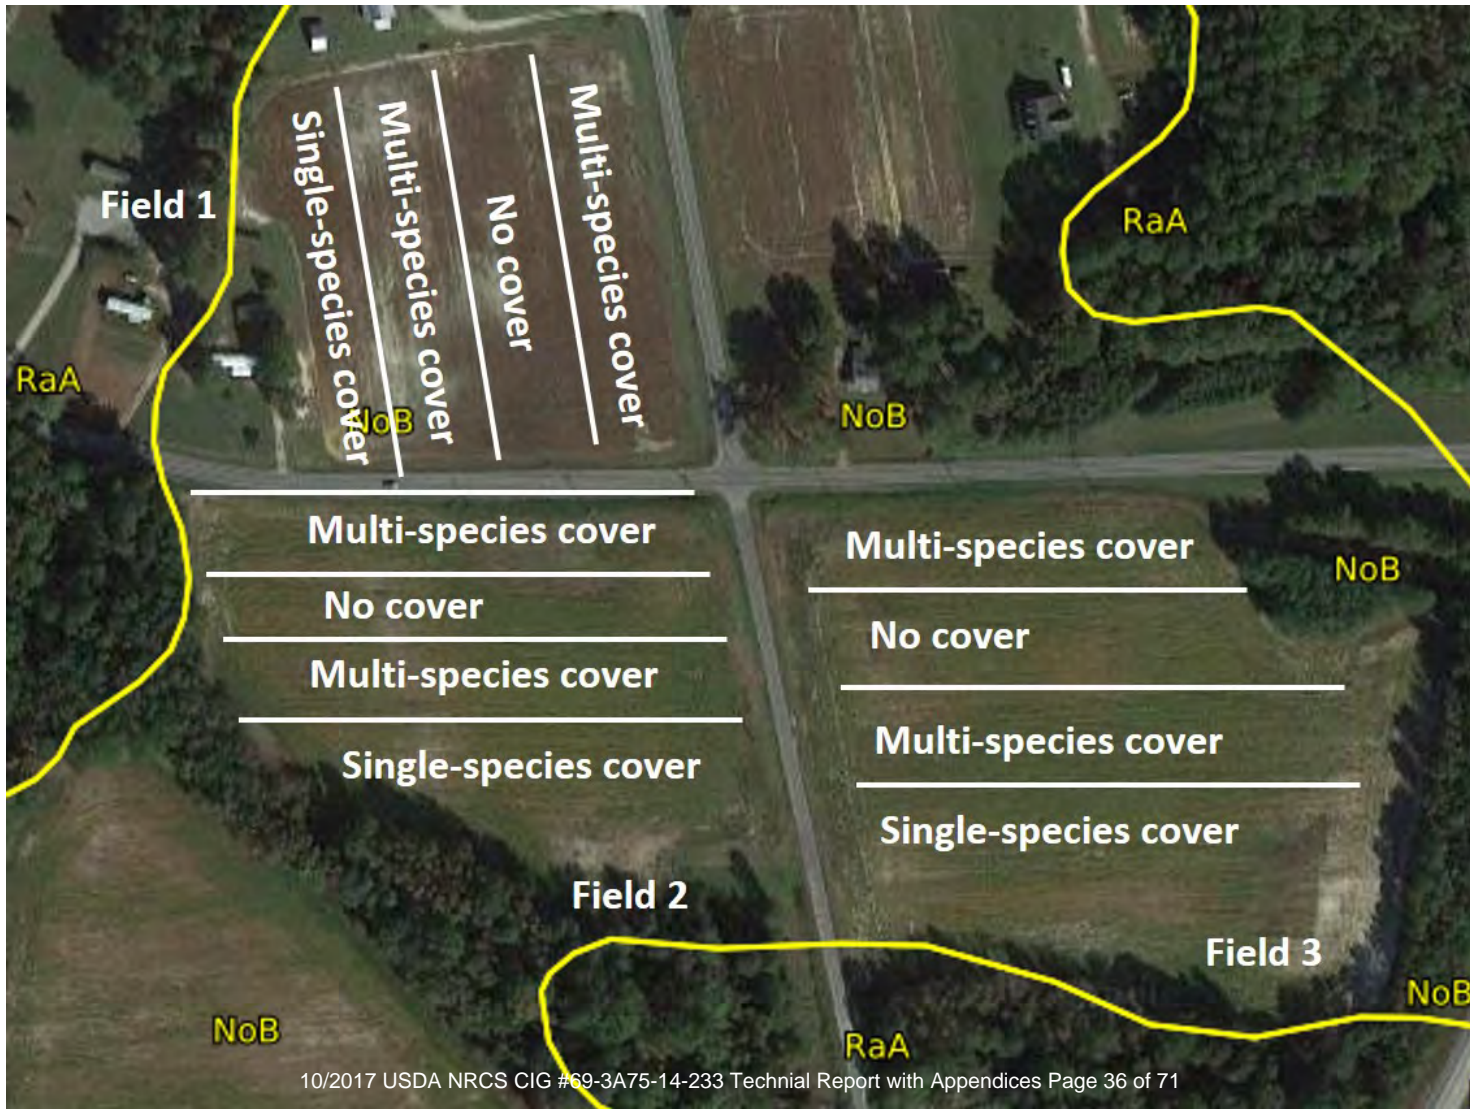 Field 1
Single-species cover
Multi-species cover
No cover
Multi-species cover
RaA
RaA
NoB
NoB
Multi-species cover
No cover
Multi-species cover
Single-species cover
Field 2
Multi-species cover
NoB
No cover
Multi-species cover
Single-species cover
Field 3
NoB
NoB
RaA
10/2017 USDA NRCS CIG #69-3A75-14-233 Technial Report with Appendices Page 36 of 71